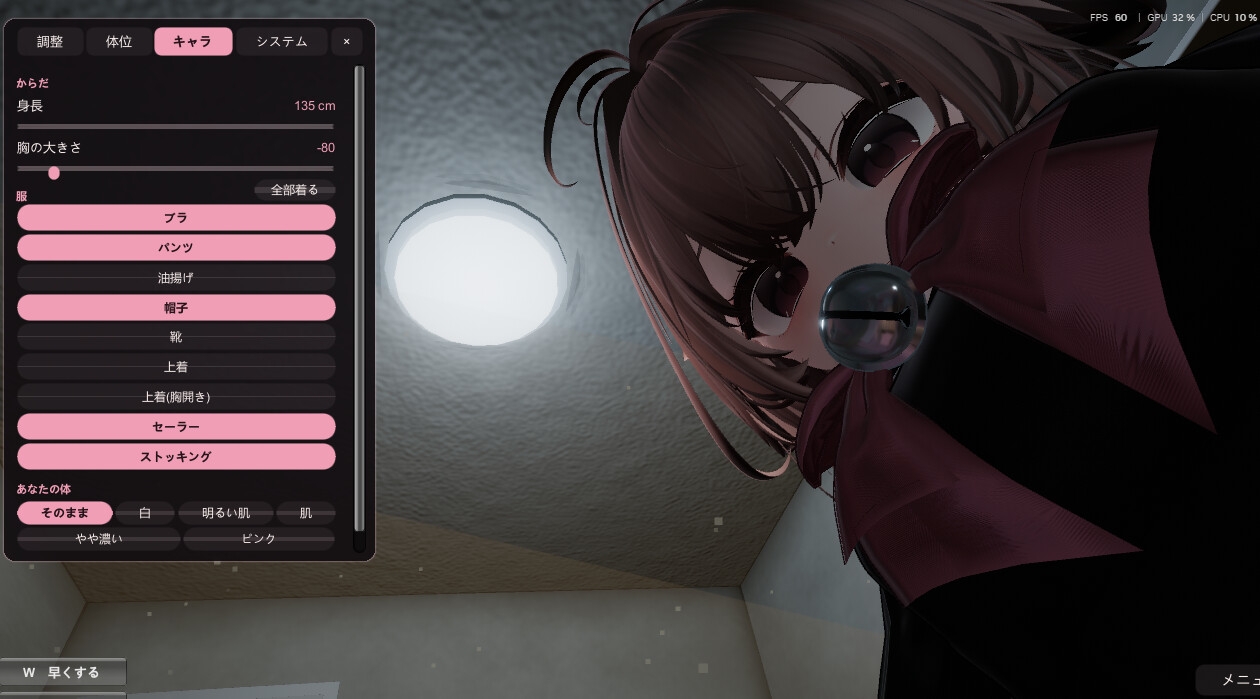 FPS 60 | GPU 32 % | CPU 10 %
調整 体位 キャラ システム ×
からだ
身長 135 cm
胸の大きさ -80
服 全部着る
ブラ
パンツ
油揚げ
帽子
靴
上着
上着(胸開き)
セーラー
ストッキング
あなたの体
そのまま 白 明るい肌 肌
やや濃い ピンク
W 早くする
メニュ